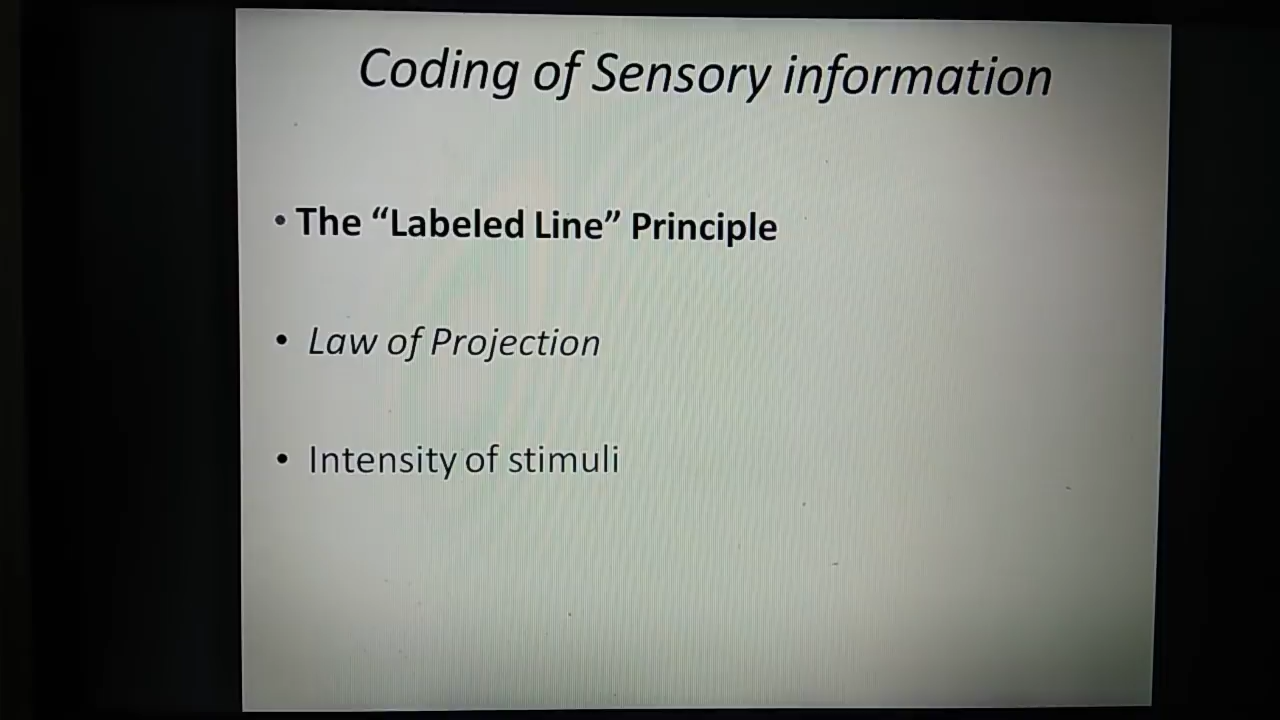 Coding of Sensory information
• The “Labeled Line” Principle
• Law of Projection
• Intensity of stimuli